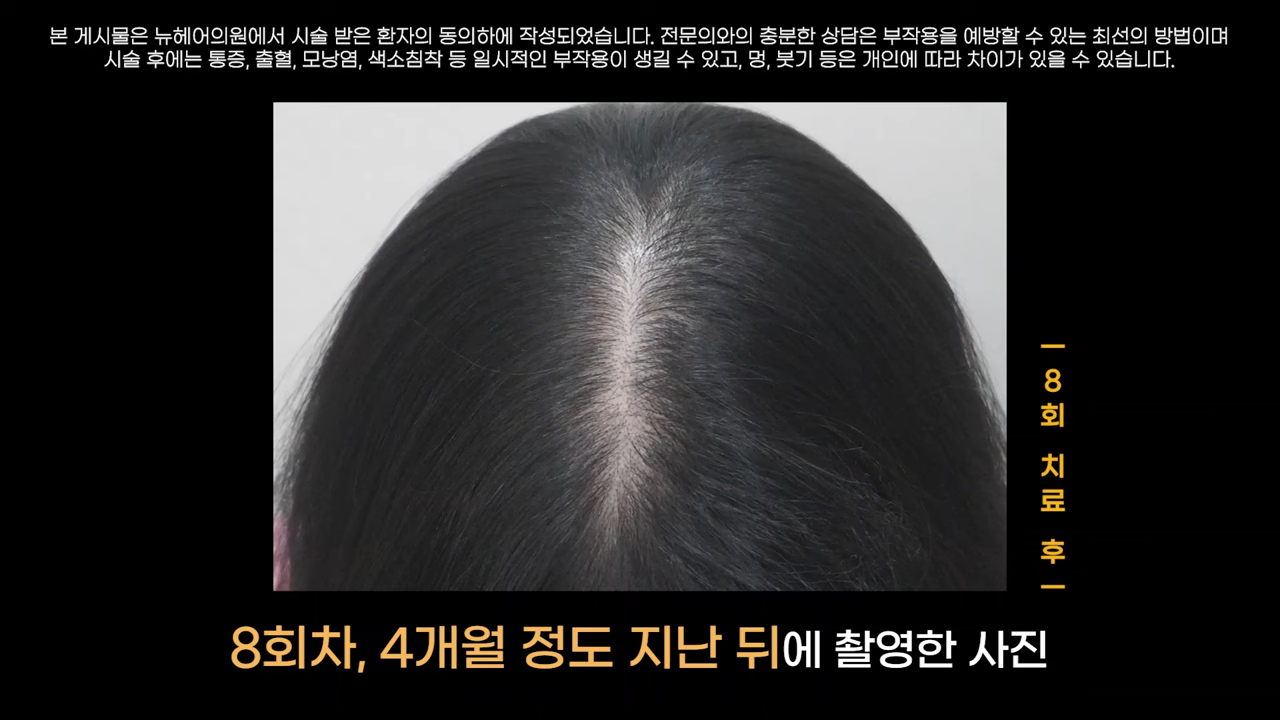 본 게시물은 뉴헤어의원에서 시술 받은 환자의 동의하에 작성되었습니다. 전문의와의 충분한 상담은 부작용을 예방할 수 있는 최선의 방법이며
시술 후에는 통증, 출혈, 모낭염, 색소침착 등 일시적인 부작용이 생길 수 있고, 멍, 붓기 등은 개인에 따라 차이가 있을 수 있습니다.
ㅡ8회 치료 후ㅡ
8회차, 4개월 정도 지난 뒤에 촬영한 사진